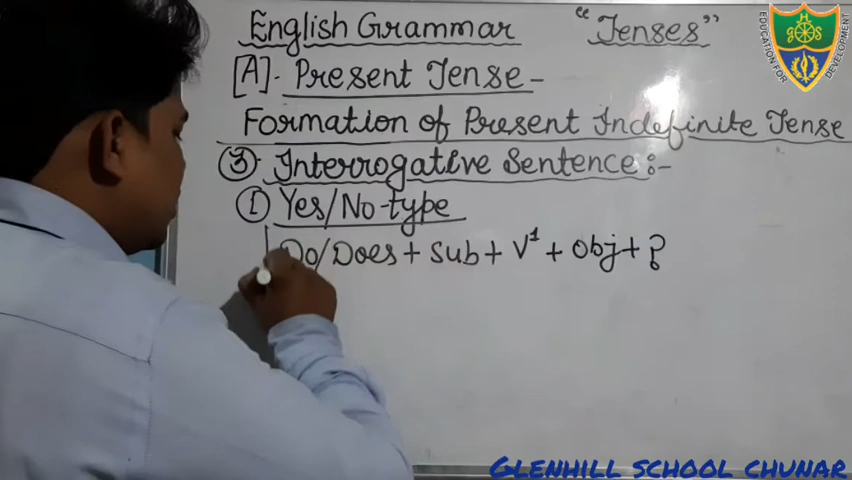 English Grammar "Tenses"
[A]. Present Tense -
Formation of Present Indefinite Tense
③. Interrogative Sentence :-
① Yes/No-type
Do/Does + Sub + V¹ + Obj + ?
EDUCATION FOR DEVELOPMENT
GHS
GLENHILL SCHOOL CHUNAR